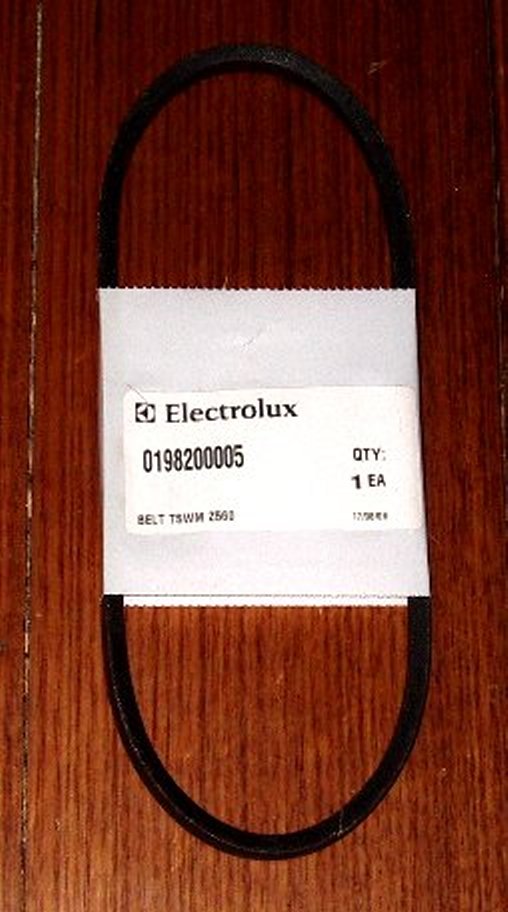 Electrolux
0198200005
QTY:
1 EA
BELT TSWM 2560